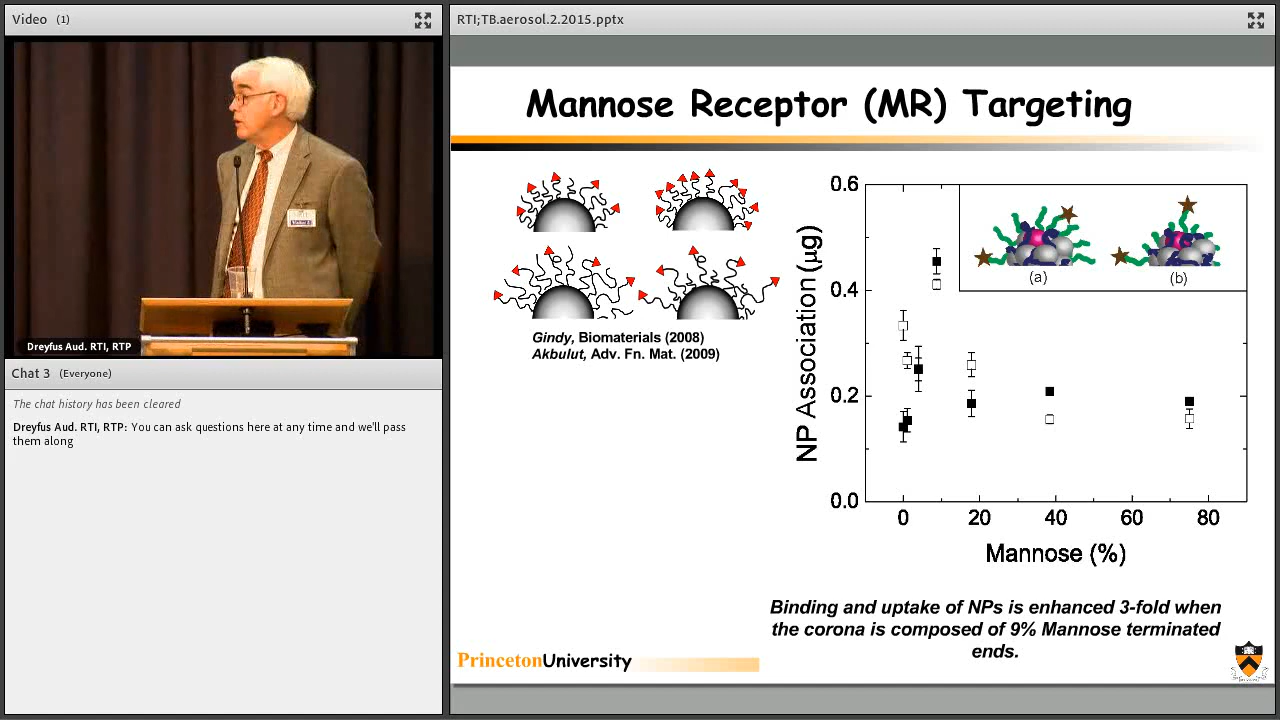 Video (1)
RTI;TB.aerosol.2.2015.pptx
Dreyfus Aud. RTI, RTP
Chat 3 (Everyone)
The chat history has been cleared
Dreyfus Aud. RTI, RTP: You can ask questions here at any time and we'll pass
them along
Mannose Receptor (MR) Targeting
Gindy, Biomaterials (2008)
Akbulut, Adv. Fn. Mat. (2009)
NP Association (µg)
0.6
0.4
0.2
0.0
(a)
(b)
0 20 40 60 80
Mannose (%)
Binding and uptake of NPs is enhanced 3-fold when
the corona is composed of 9% Mannose terminated
ends.
PrincetonUniversity